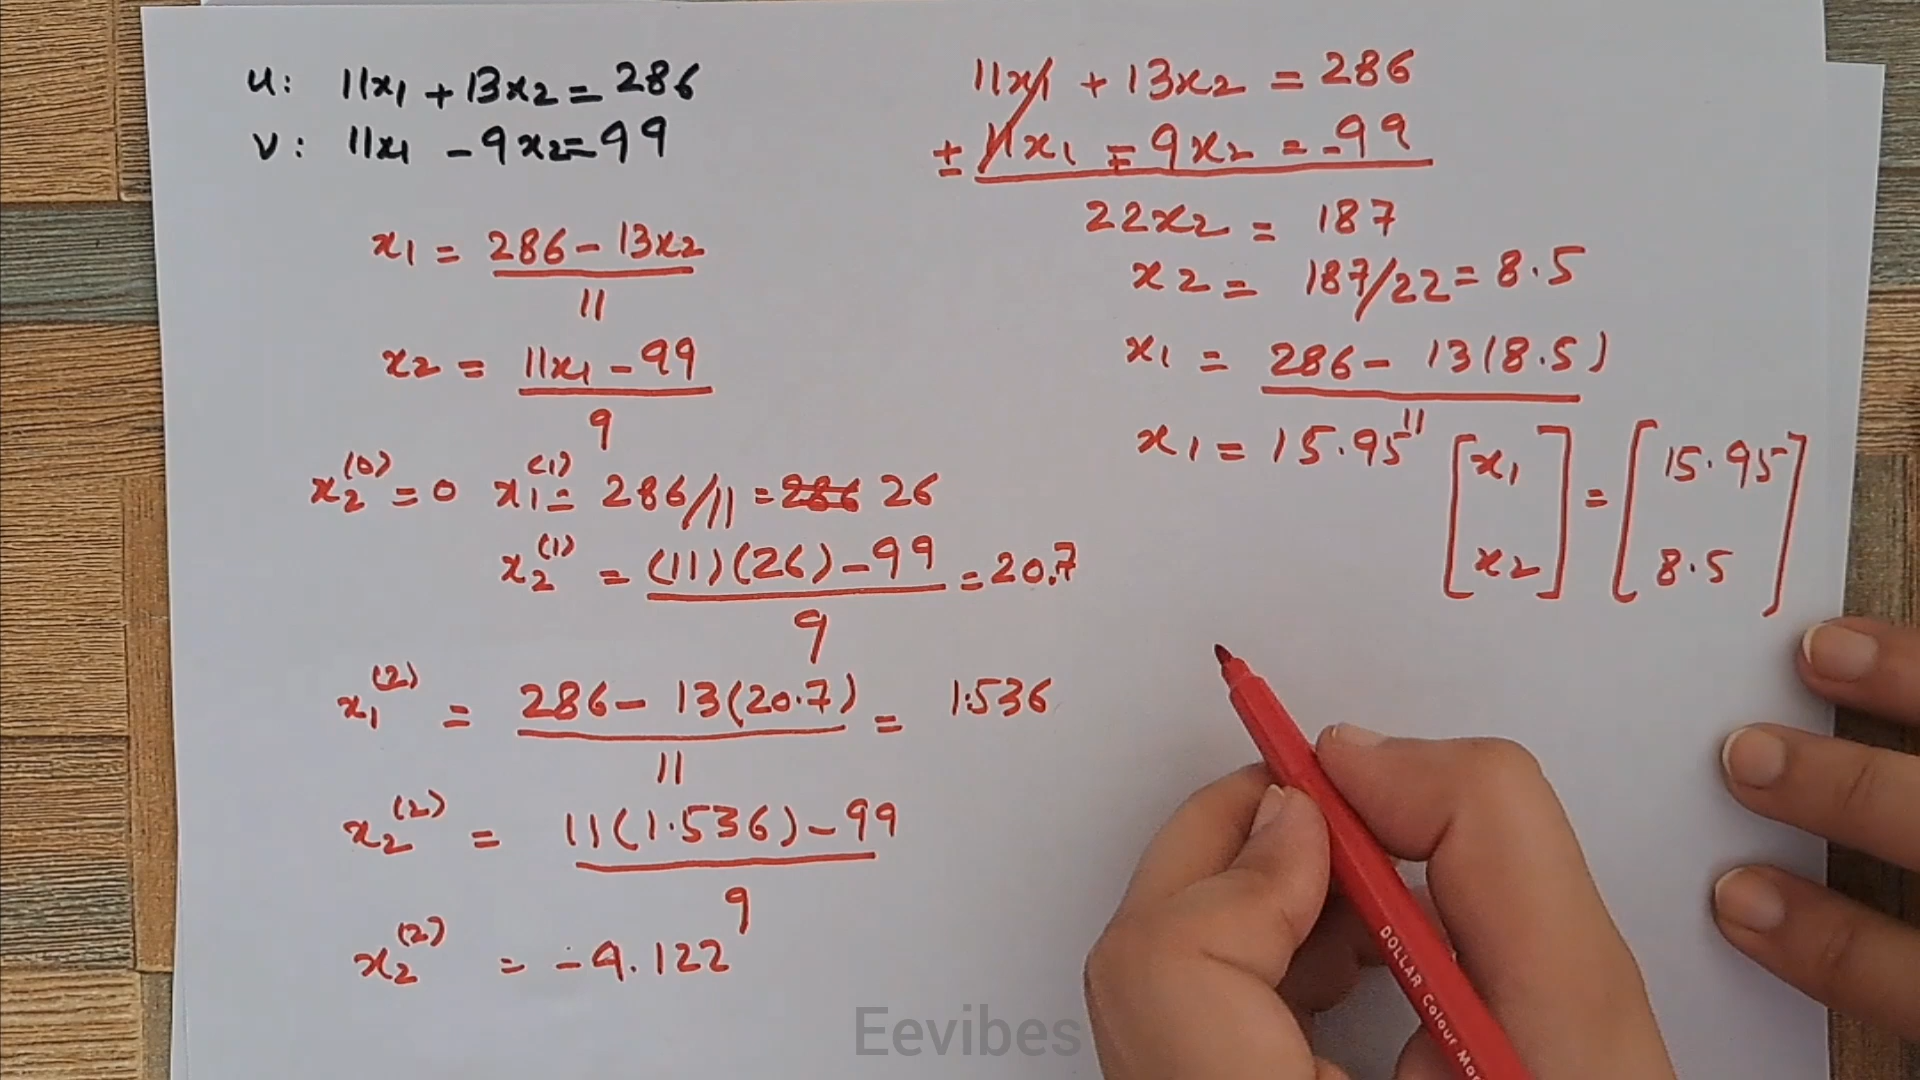 u: 11x1 + 13x2 = 286
v: 11x1 - 9x2 = 99
x1 = 286 - 13x2
11
x2 = 11x1 - 99
9
x2(0) = 0 x1(1) = 286/11 = 286 26
x2(1) = (11)(26) - 99 = 20.7
9
x1(2) = 286 - 13(20.7) = 1.536
11
x2(2) = 11(1.536) - 99
9
x2(2) = -9.122
11x1 + 13x2 = 286
± 11x1 ∓ 9x2 = -99
22x2 = 187
x2 = 187/22 = 8.5
x1 = 286 - 13(8.5)
11
x1 = 15.95
[x1 x2] = [15.95 8.5]
DOLLAR Colour Mar
Eevibes